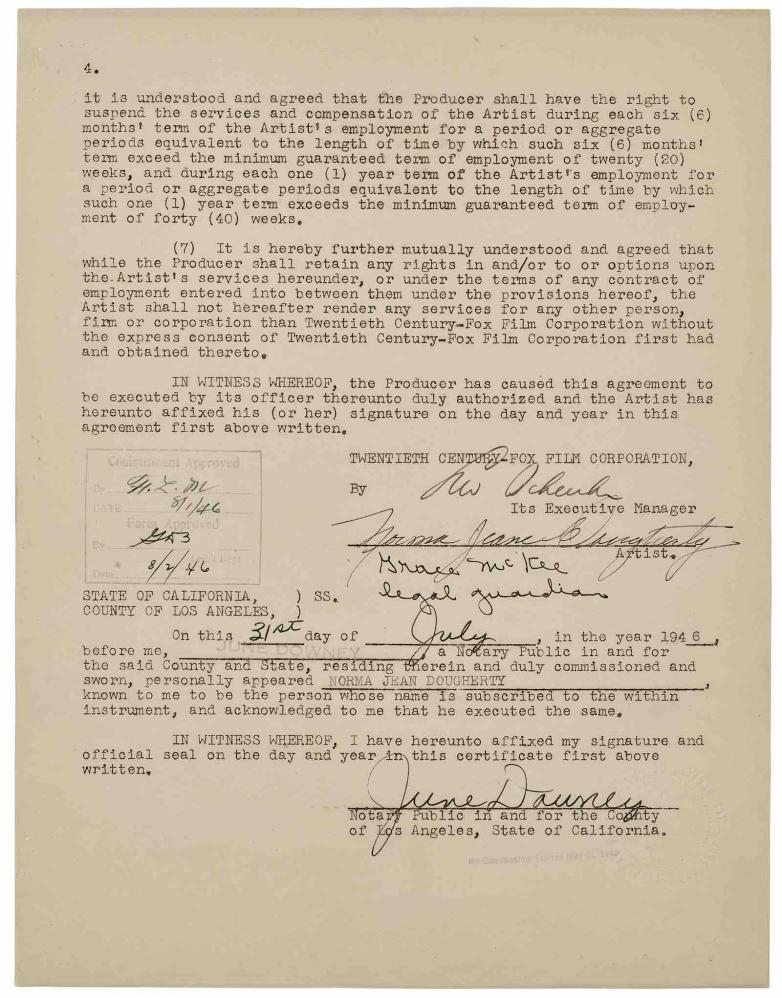 4.
it is understood and agreed that the Producer shall have the right to
suspend the services and compensation of the Artist during each six (6)
months' term of the Artist's employment for a period or aggregate
periods equivalent to the length of time by which such six (6) months'
term exceed the minimum guaranteed term of employment of twenty (20)
weeks, and during each one (1) year term of the Artist's employment for
a period or aggregate periods equivalent to the length of time by which
such one (1) year term exceeds the minimum guaranteed term of employ-
ment of forty (40) weeks.
(7) It is hereby further mutually understood and agreed that
while the Producer shall retain any rights in and/or to or options upon
the Artist's services hereunder, or under the terms of any contract of
employment entered into between them under the provisions hereof, the
Artist shall not hereafter render any services for any other person,
firm or corporation than Twentieth Century-Fox Film Corporation without
the express consent of Twentieth Century-Fox Film Corporation first had
and obtained thereto.
IN WITNESS WHEREOF, the Producer has caused this agreement to
be executed by its officer thereunto duly authorized and the Artist has
hereunto affixed his (or her) signature on the day and year in this
agreement first above written.
TWENTIETH CENTURY-FOX FILM CORPORATION,
Commitment Approved
By
DATE 8/1/46
Form Approved
By
Date 8/2/46
By Lew Schreiber
Its Executive Manager
Norma Jeane Dougherty
Artist.
Grace McKee
legal guardian
STATE OF CALIFORNIA, ) SS.
COUNTY OF LOS ANGELES, )
On this 31st day of July, in the year 1946,
before me, JUNE DOWNEY, a Notary Public in and for
the said County and State, residing therein and duly commissioned and
sworn, personally appeared NORMA JEAN DOUGHERTY,
known to me to be the person whose name is subscribed to the within
instrument, and acknowledged to me that he executed the same.
IN WITNESS WHEREOF, I have hereunto affixed my signature and
official seal on the day and year in this certificate first above
written.
June Downey
Notary Public in and for the County
of Los Angeles, State of California.
My Commission Expires May